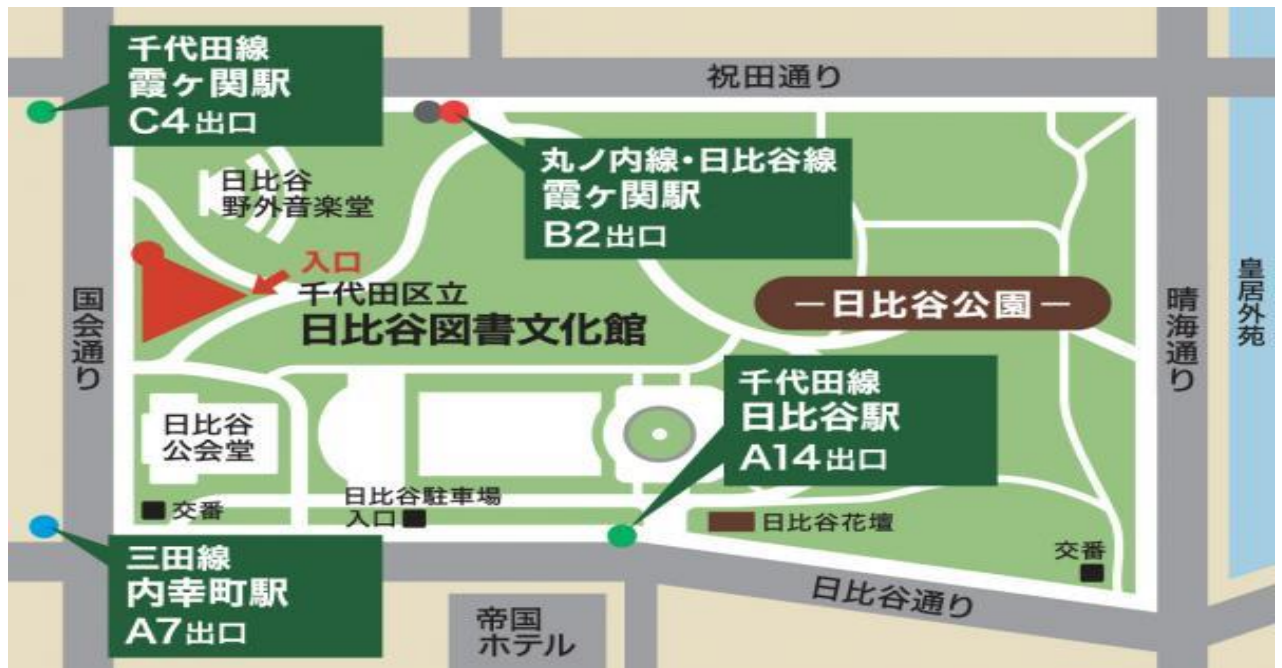 千代田線
霞ヶ関駅
C4出口
祝田通り
丸ノ内線・日比谷線
霞ヶ関駅
B2出口
日比谷
野外音楽堂
入口
千代田区立
日比谷図書文化館
－日比谷公園－
国会通り
晴海通り
皇居外苑
千代田線
日比谷駅
A14出口
日比谷
公会堂
交番
日比谷駐車場
入口
日比谷花壇
交番
三田線
内幸町駅
A7出口
日比谷通り
帝国
ホテル